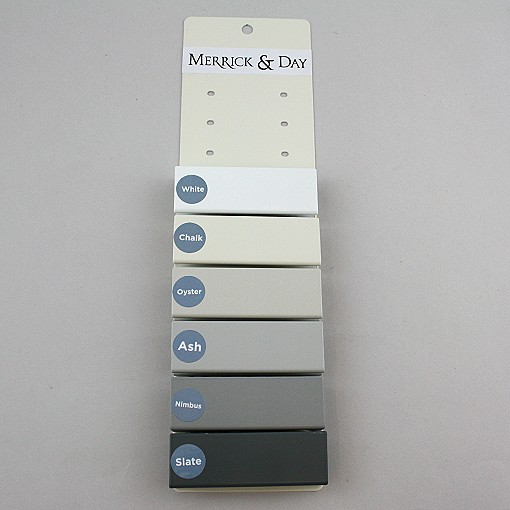 MERRICK & DAY
White
Chalk
Oyster
Ash
Nimbus
Slate